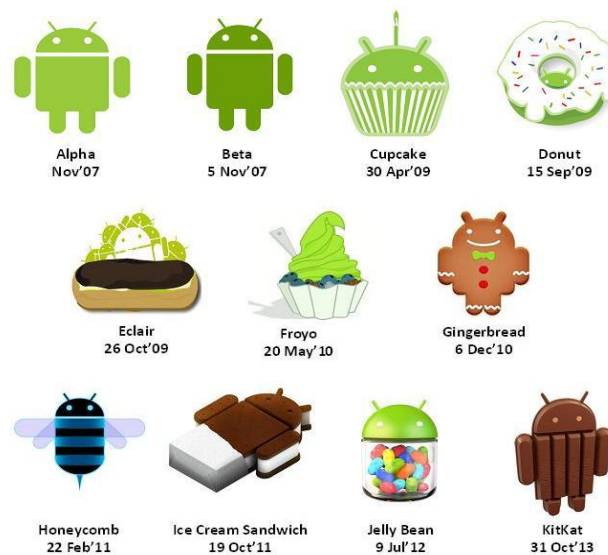 Alpha
Nov'07
Beta
5 Nov'07
Cupcake
30 Apr'09
Donut
15 Sep'09
Eclair
26 Oct'09
Froyo
20 May'10
Gingerbread
6 Dec'10
Honeycomb
22 Feb'11
Ice Cream Sandwich
19 Oct'11
Jelly Bean
9 Jul'12
KitKat
31 Oct'13